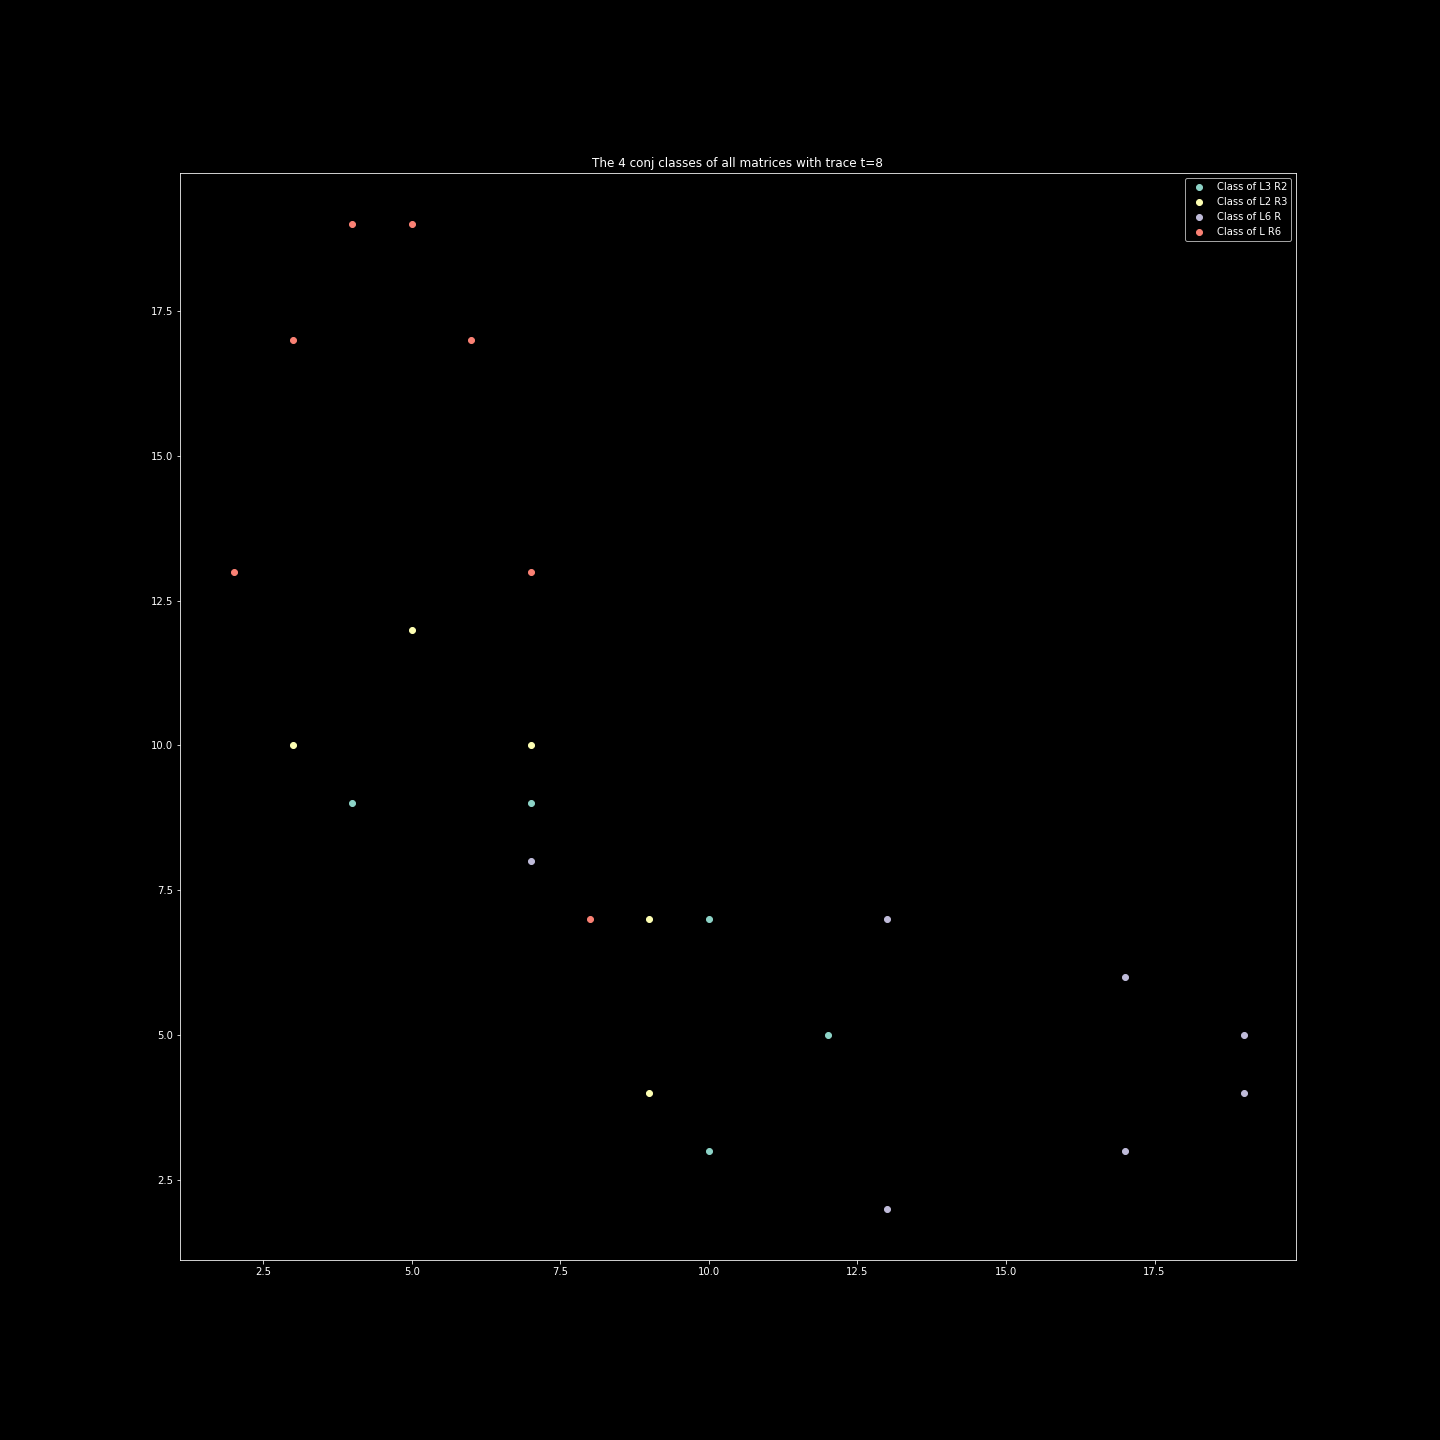 The 4 conj classes of all matrices with trace t=8
Class of L3 R2
Class of L2 R3
Class of L6 R
Class of L R6
17.5
15.0
12.5
10.0
7.5
5.0
2.5
2.5 5.0 7.5 10.0 12.5 15.0 17.5